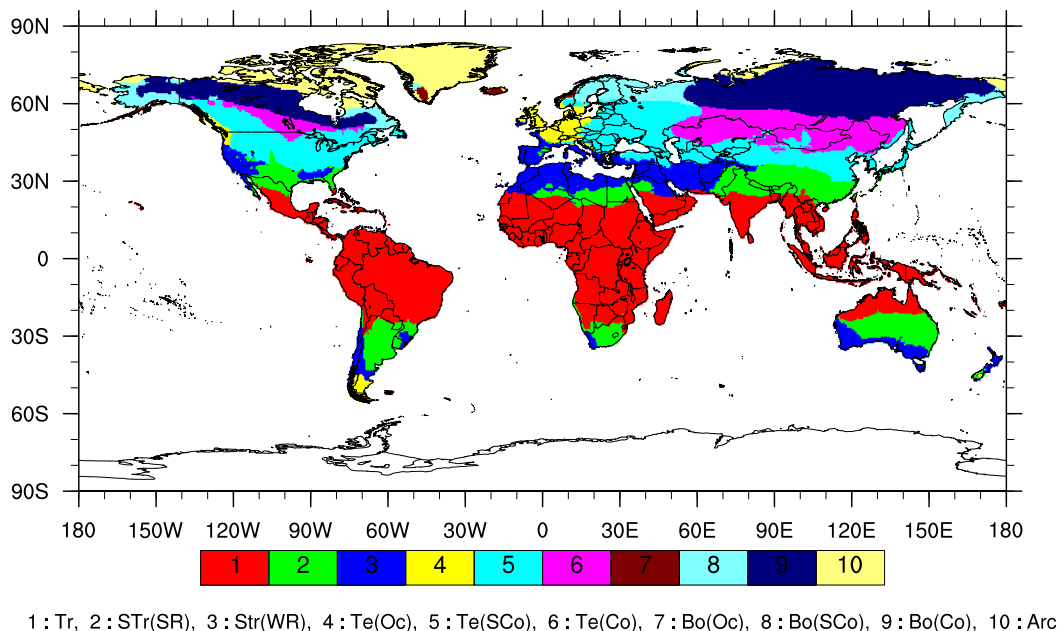 90N
60N
30N
0
30S
60S
90S
180 150W 120W 90W 60W 30W 0 30E 60E 90E 120E 150E 180
1 2 3 4 5 6 7 8 9 10
1 : Tr, 2 : STr(SR), 3 : Str(WR), 4 : Te(Oc), 5 : Te(SCo), 6 : Te(Co), 7 : Bo(Oc), 8 : Bo(SCo), 9 : Bo(Co), 10 : Arc